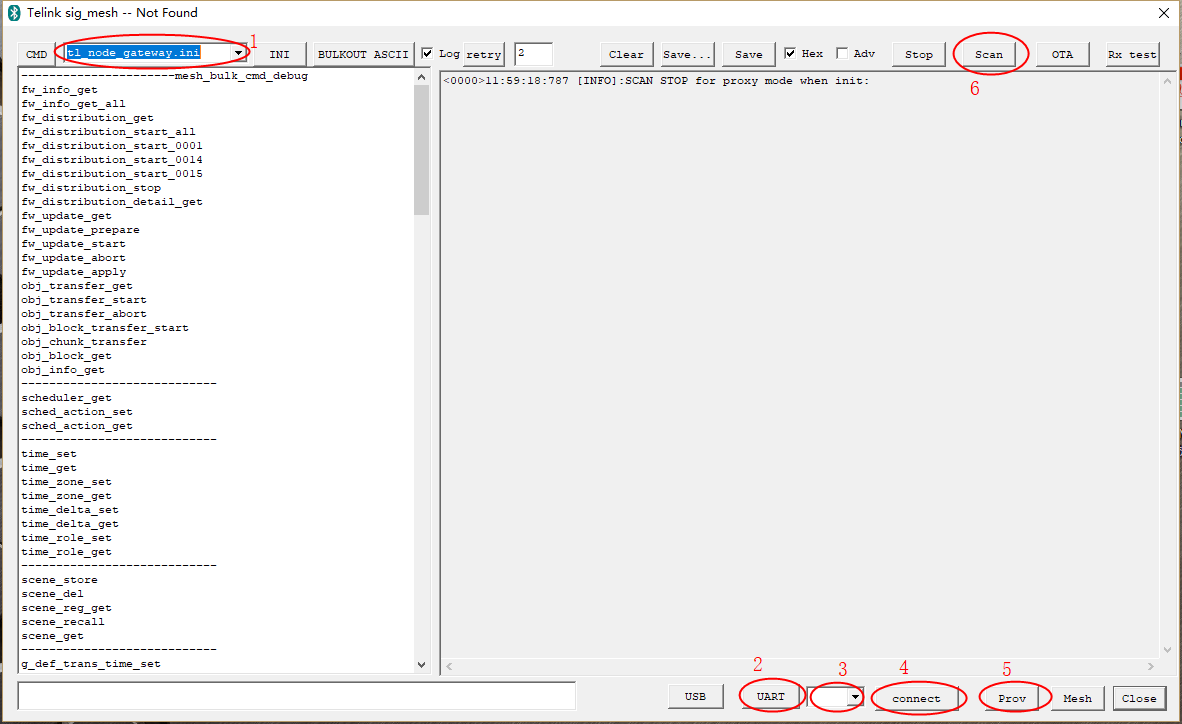 Telink sig_mesh -- Not Found
CMD tl_node_gateway.ini 1 INI BULKOUT ASCII Log retry 2 Clear Save... Save Hex Adv Stop Scan OTA Rx test
6
----------------------mesh_bulk_cmd_debug
fw_info_get
fw_info_get_all
fw_distribution_get
fw_distribution_start_all
fw_distribution_start_0001
fw_distribution_start_0014
fw_distribution_start_0015
fw_distribution_stop
fw_distribution_detail_get
fw_update_get
fw_update_prepare
fw_update_start
fw_update_abort
fw_update_apply
obj_transfer_get
obj_transfer_start
obj_transfer_abort
obj_block_transfer_start
obj_chunk_transfer
obj_block_get
obj_info_get
----------------------------
scheduler_get
sched_action_set
sched_action_get
----------------------------
time_set
time_get
time_zone_set
time_zone_get
time_delta_set
time_delta_get
time_role_set
time_role_get
----------------------------
scene_store
scene_del
scene_reg_get
scene_recall
scene_get
----------------------------
g_def_trans_time_set
<0000>11:59:18:787 [INFO]:SCAN STOP for proxy mode when init:
2 3 4 5
USB UART connect Prov Mesh Close